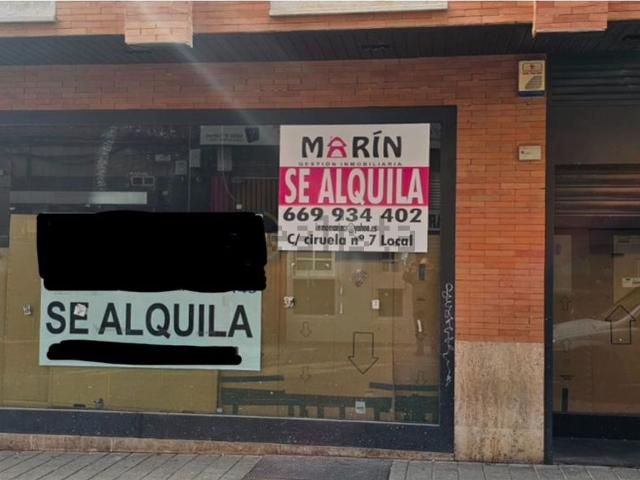 MARÍN
GESTIÓN INMOBILIARIA
SE ALQUILA
669 934 402
C/ ciruela nº 7 Local
SE ALQUILA